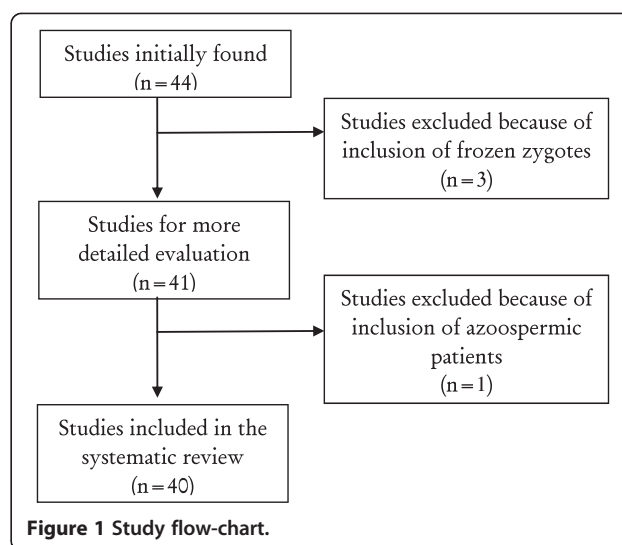 Studies initially found
(n=44)
Studies excluded because of
inclusion of frozen zygotes
(n=3)
Studies for more
detailed evaluation
(n=41)
Studies excluded because of
inclusion of azoospermic
patients
(n=1)
Studies included in the
systematic review
(n=40)
Figure 1 Study flow-chart.